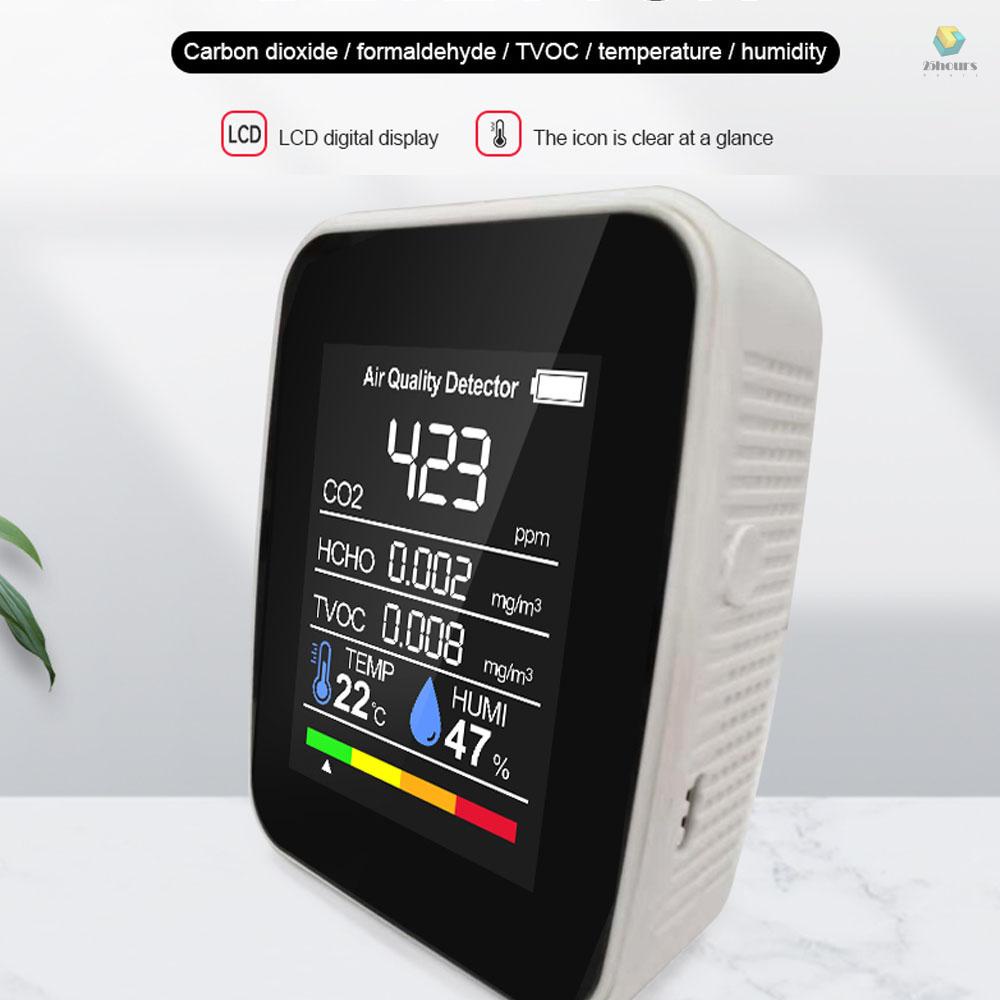 Carbon dioxide / formaldehyde / TVOC / temperature / humidity
25hours
LCD LCD digital display
The icon is clear at a glance
Air Quality Detector
423
CO2 ppm
HCHO 0.002 mg/m³
TVOC 0.008 mg/m³
TEMP
22°C
HUMI
47 %